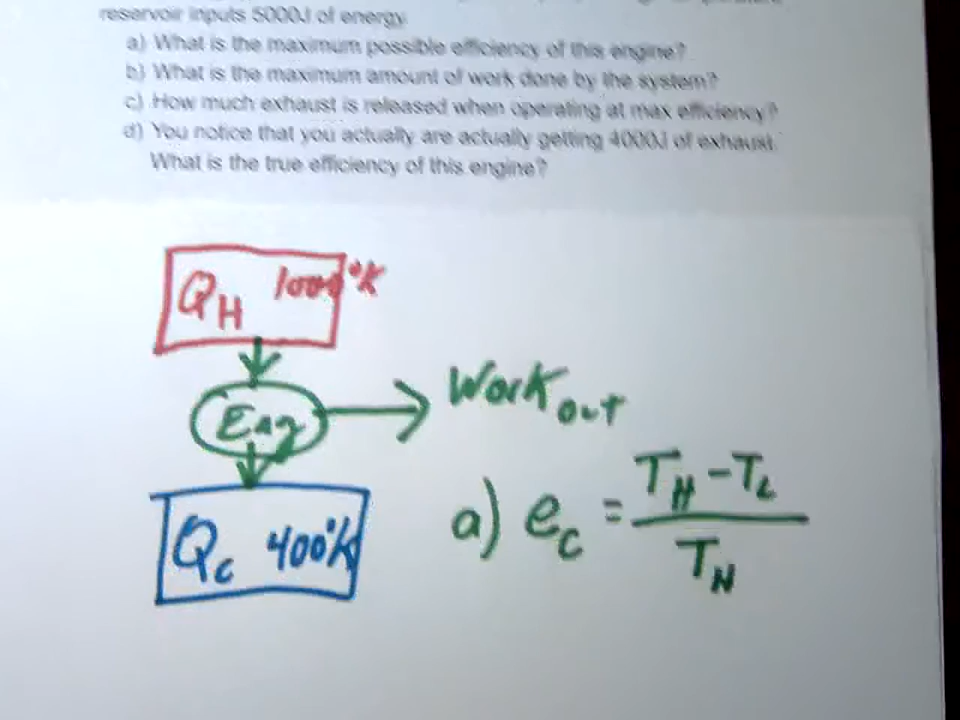 reservoir inputs 5000J of energy.
a) What is the maximum possible efficiency of this engine?
b) What is the maximum amount of work done by the system?
c) How much exhaust is released when operating at max efficiency?
d) You notice that you actually are actually getting 4000J of exhaust.
What is the true efficiency of this engine?
QH 1000°K
Eng
Work out
QC 400°K
a) eC = TH - TL
TH